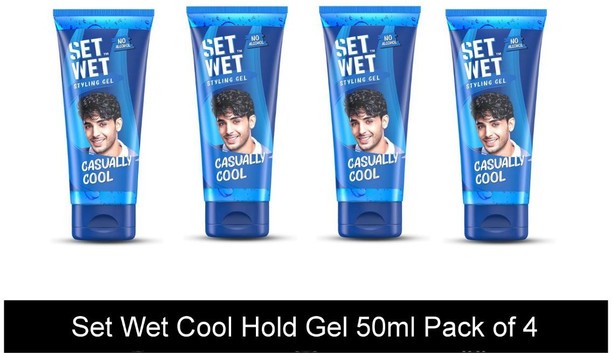 SET
WET
NO
ALCOHOL
STYLING GEL
CASUALLY
COOL
SET
WET
NO
ALCOHOL
STYLING GEL
CASUALLY
COOL
SET
WET
NO
ALCOHOL
STYLING GEL
CASUALLY
COOL
SET
WET
NO
ALCOHOL
STYLING GEL
CASUALLY
COOL
Set Wet Cool Hold Gel 50ml Pack of 4